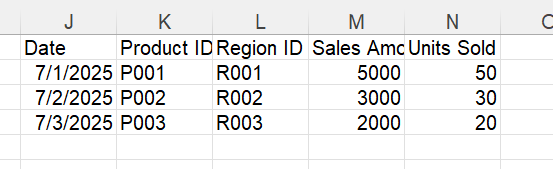 J K L M N
Date Product ID Region ID Sales Amo Units Sold
7/1/2025 P001 R001 5000 50
7/2/2025 P002 R002 3000 30
7/3/2025 P003 R003 2000 20